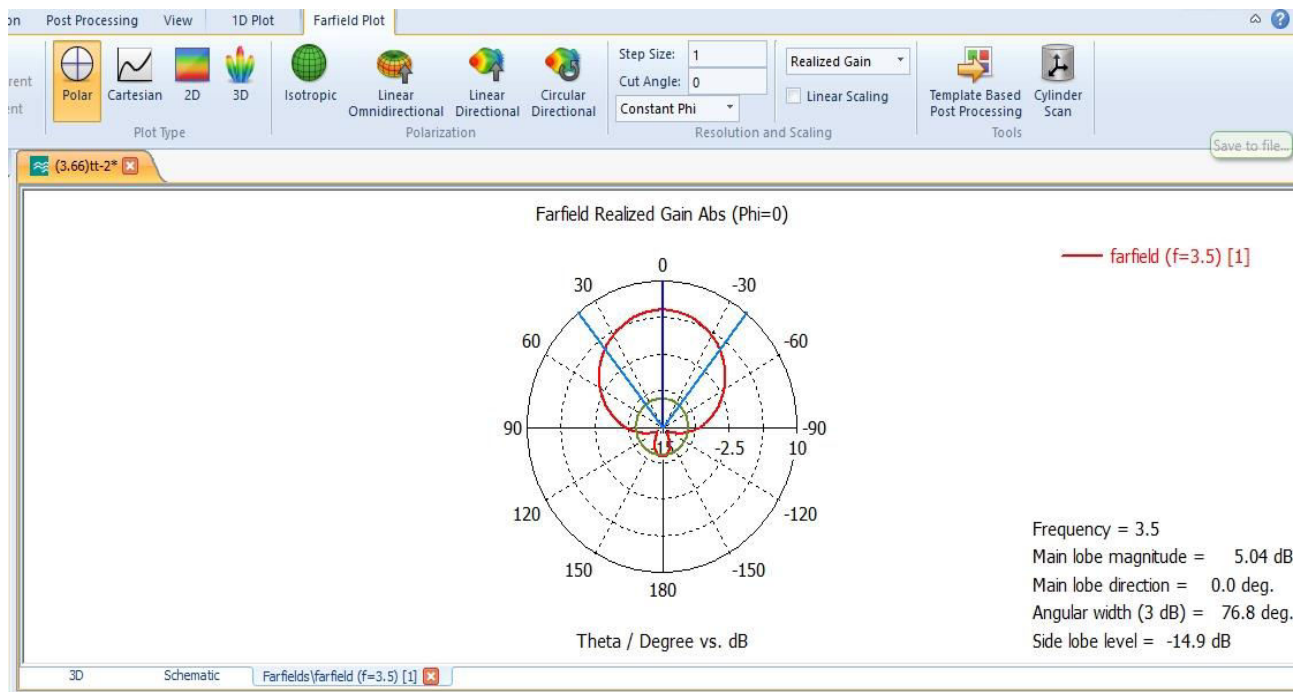 on Post Processing View 1D Plot Farfield Plot
Step Size: 1
Realized Gain
Cut Angle: 0
Linear Scaling
Constant Phi
Polar Cartesian 2D 3D Isotropic Linear Omnidirectional Linear Directional Circular Directional
Template Based Post Processing Cylinder Scan
Plot Type Polarization Resolution and Scaling Tools
Save to file...
(3.66)tt-2*
Farfield Realized Gain Abs (Phi=0)
farfield (f=3.5) [1]
0
30 -30
60 -60
90 -15 -2.5 10 -90
120 -120
150 -150
180
Theta / Degree vs. dB
Frequency = 3.5
Main lobe magnitude = 5.04 dB
Main lobe direction = 0.0 deg.
Angular width (3 dB) = 76.8 deg.
Side lobe level = -14.9 dB
3D Schematic Farfields\farfield (f=3.5) [1]